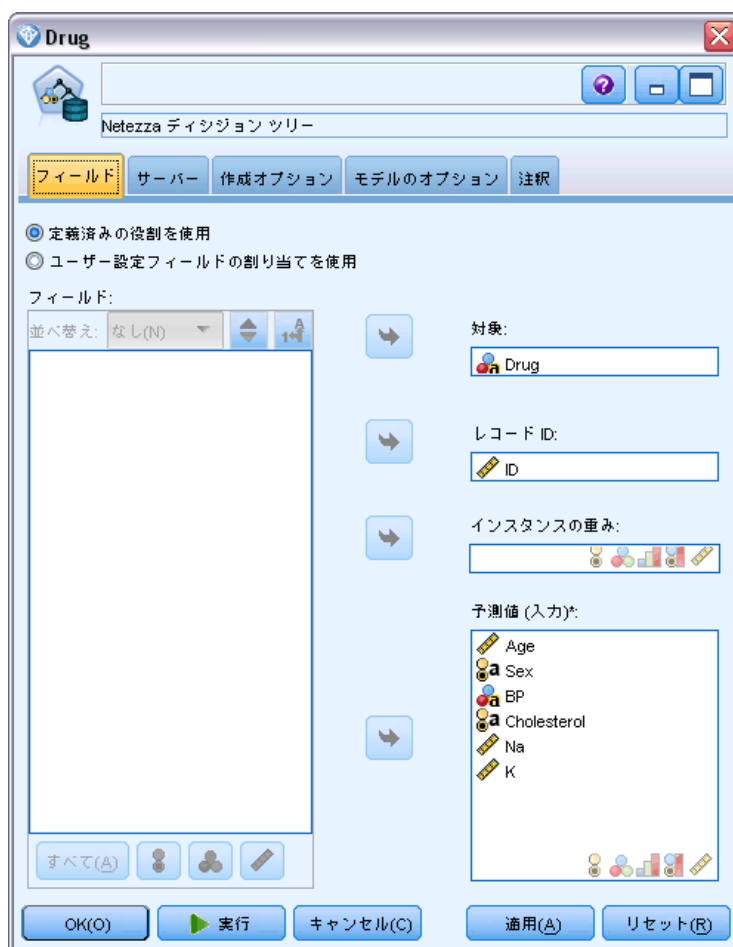 Drug
Netezza ディシジョン ツリー
フィールド サーバー 作成オプション モデルのオプション 注釈
定義済みの役割を使用
ユーザー設定フィールドの割り当てを使用
フィールド:
並べ替え: なし(N)
対象:
Drug
レコード ID:
ID
インスタンスの重み:
予測値 (入力)*:
Age
Sex
BP
Cholesterol
Na
K
すべて(A)
OK(O) 実行 キャンセル(C) 適用(A) リセット(R)